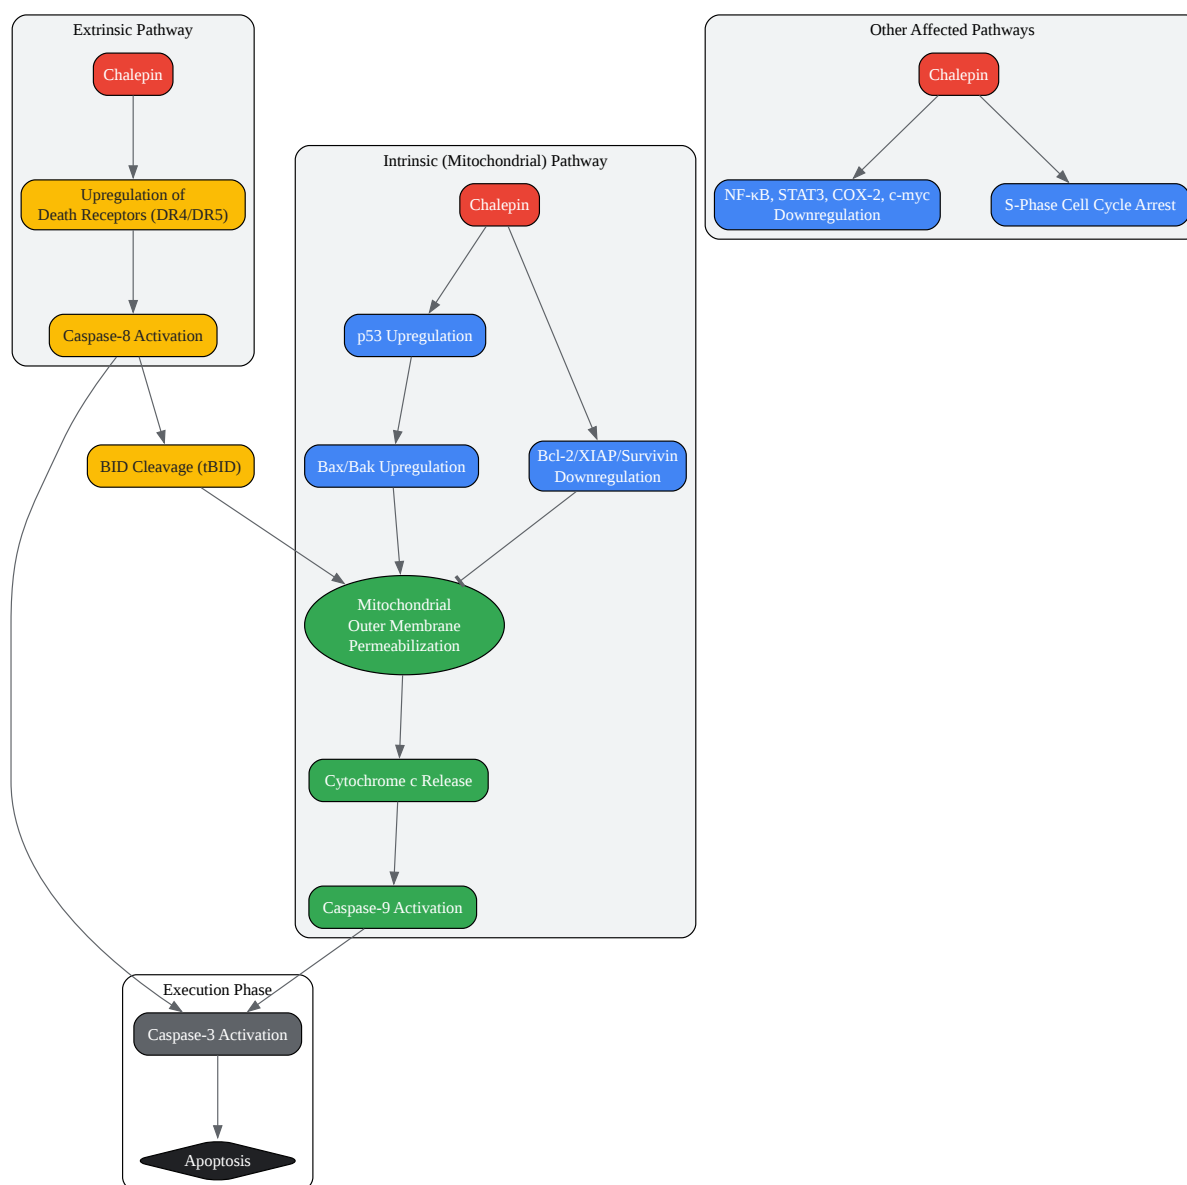 Extrinsic Pathway
Chalepin
Upregulation of
Death Receptors (DR4/DR5)
Caspase-8 Activation
BID Cleavage (tBID)
Intrinsic (Mitochondrial) Pathway
Chalepin
p53 Upregulation
Bax/Bak Upregulation
Bcl-2/XIAP/Survivin
Downregulation
Mitochondrial
Outer Membrane
Permeabilization
Cytochrome c Release
Caspase-9 Activation
Execution Phase
Caspase-3 Activation
Apoptosis
Other Affected Pathways
Chalepin
NF-κB, STAT3, COX-2, c-myc
Downregulation
S-Phase Cell Cycle Arrest